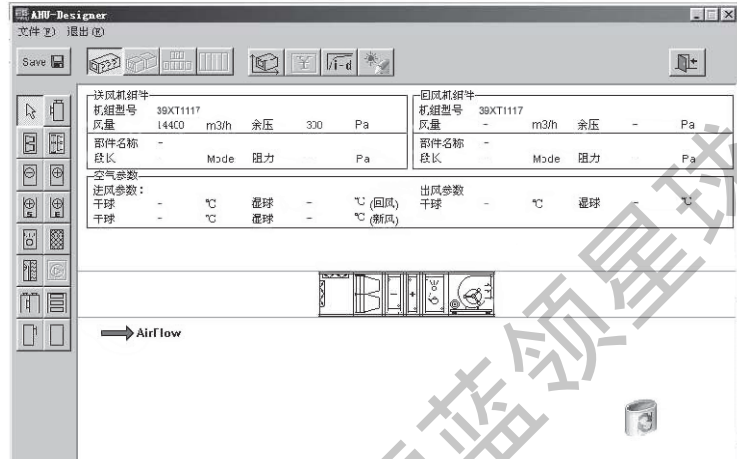 AHU-Designer
文件(F) 退出(E)
Save i-d
送风机组件 回风机组件
机组型号 39XT1117 机组型号 39XT1117
风量 14400 m3/h 余压 300 Pa 风量 - m3/h 余压 - Pa
部件名称 - 部件名称 -
段长 Mode 阻力 Pa 段长 - Mode 阻力 Pa
空气参数
进风参数: 出风参数
干球 - ℃ 湿球 - ℃ (回风) 干球 - ℃ 湿球 - ℃
干球 - ℃ 湿球 - ℃ (新风)
AirFlow
蓝领星球